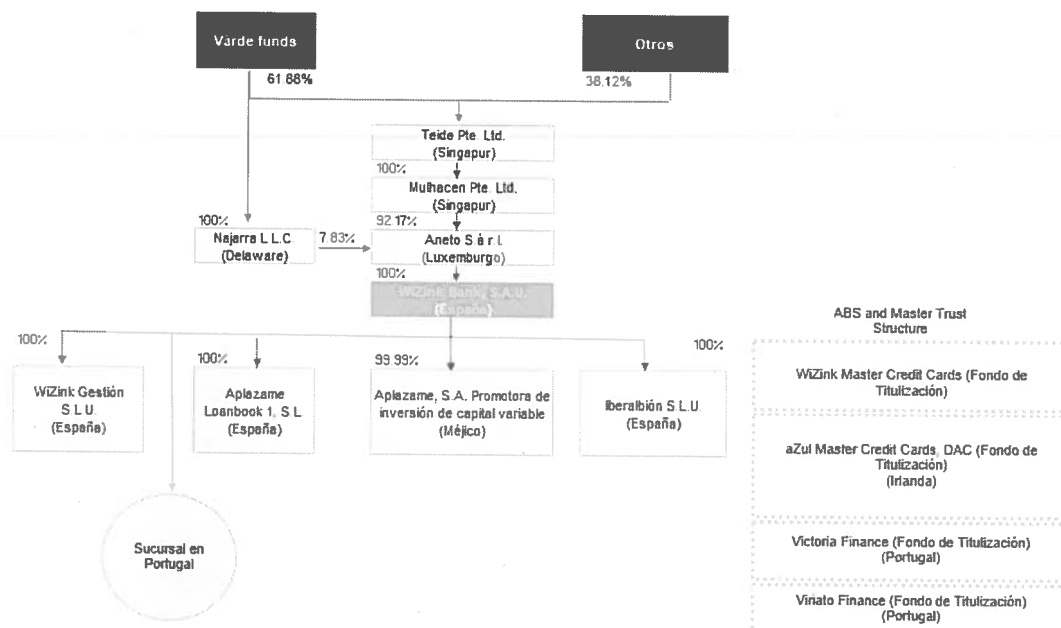 Värde funds
Otros
61.88%
38.12%
Teide Pte. Ltd.
(Singapur)
100%
Mulhacen Pte. Ltd.
(Singapur)
100%
92.17%
Najarra L.L.C.
(Delaware)
7.83%
Aneto S à r.l.
(Luxemburgo)
100%
WiZink Bank, S.A.U.
(España)
100%
WiZink Gestión
S.L.U.
(España)
100%
Aplazame
Loanbook 1, S.L
(España)
99.99%
Aplazame, S.A. Promotora de
inversión de capital variable
(Méjico)
100%
Iberalbión S.L.U.
(España)
Sucursal en
Portugal
ABS and Master Trust
Structure
WiZink Master Credit Cards (Fondo de
Titulización)
aZul Master Credit Cards, DAC (Fondo de
Titulización)
(Irlanda)
Victoria Finance (Fondo de Titulización)
(Portugal)
Viriato Finance (Fondo de Titulización)
(Portugal)